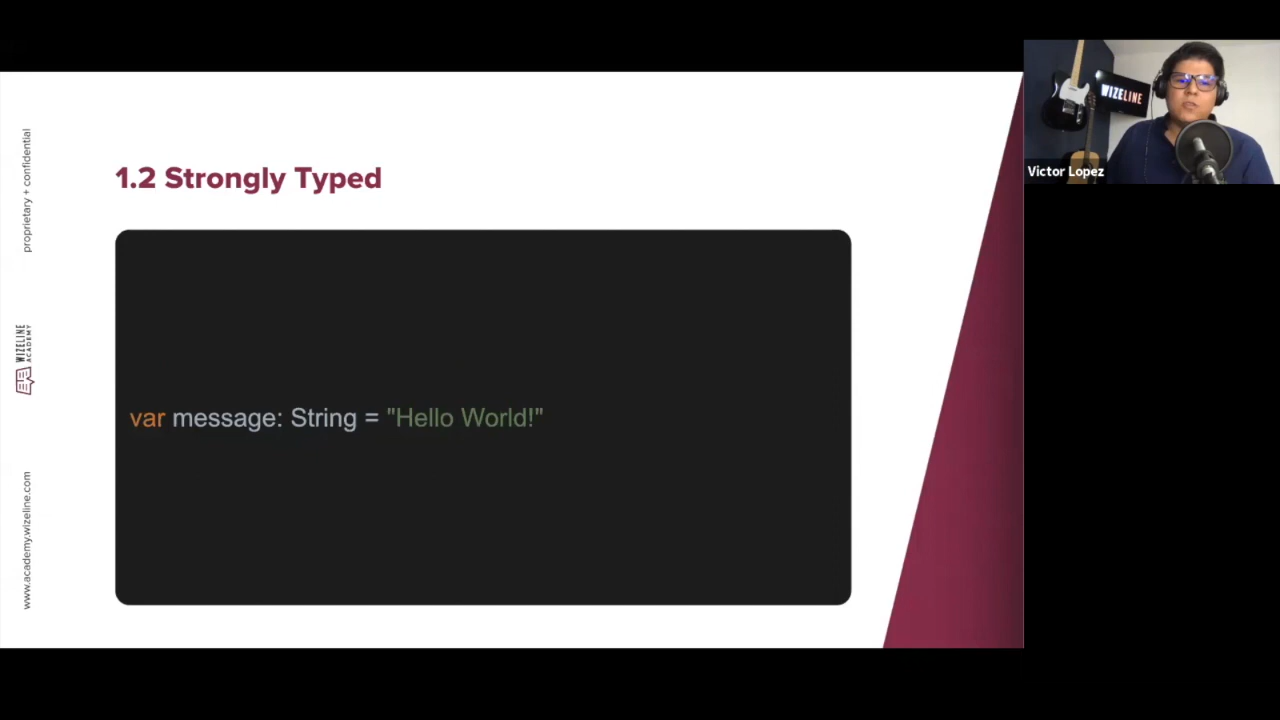 1.2 Strongly Typed
var message: String = "Hello World!"
proprietary + confidential
WIZELINE
ACADEMY
www.academy.wizeline.com
WIZELINE
Victor Lopez